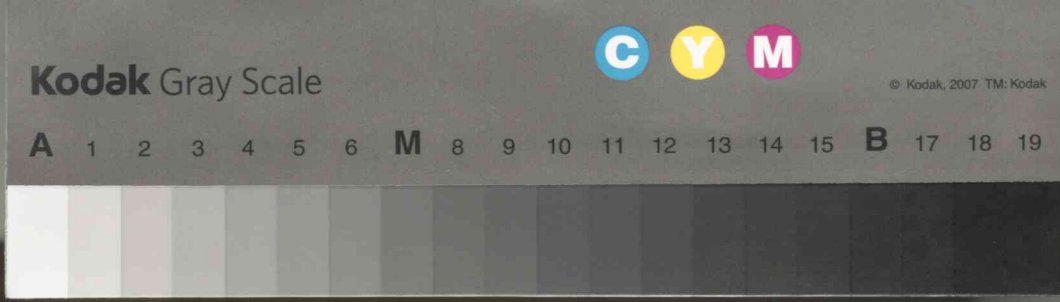 Kodak Gray Scale
C Y M
© Kodak, 2007 TM: Kodak
A 1 2 3 4 5 6 M 8 9 10 11 12 13 14 15 B 17 18 19